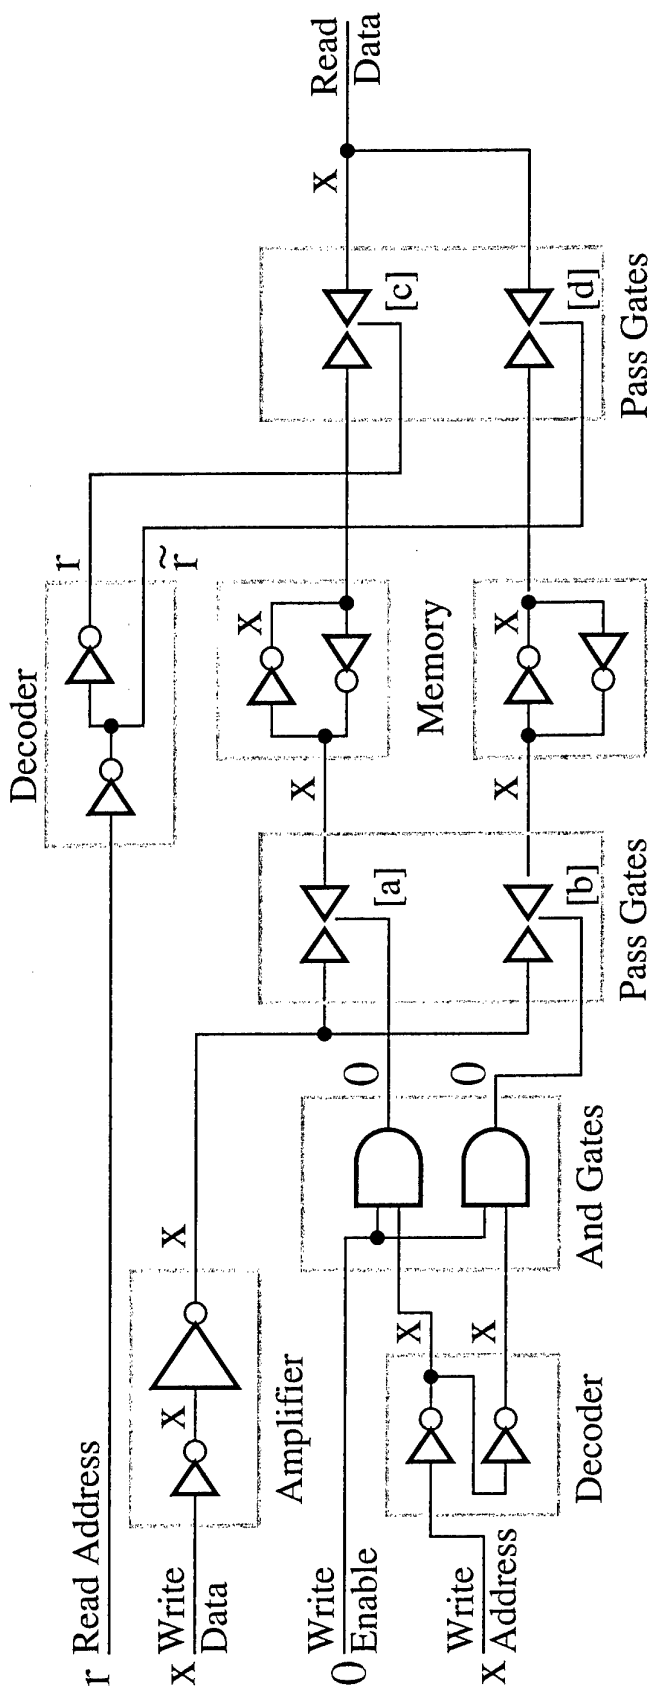 r Read Address
Decoder
r
r̃
X Write
Data
X
X
Amplifier
0 Write
Enable
X Write
Address
X
X
Decoder
0
0
And Gates
[a]
[b]
Pass Gates
X
X
X
X
Memory
[c]
[d]
Pass Gates
X
Read
Data